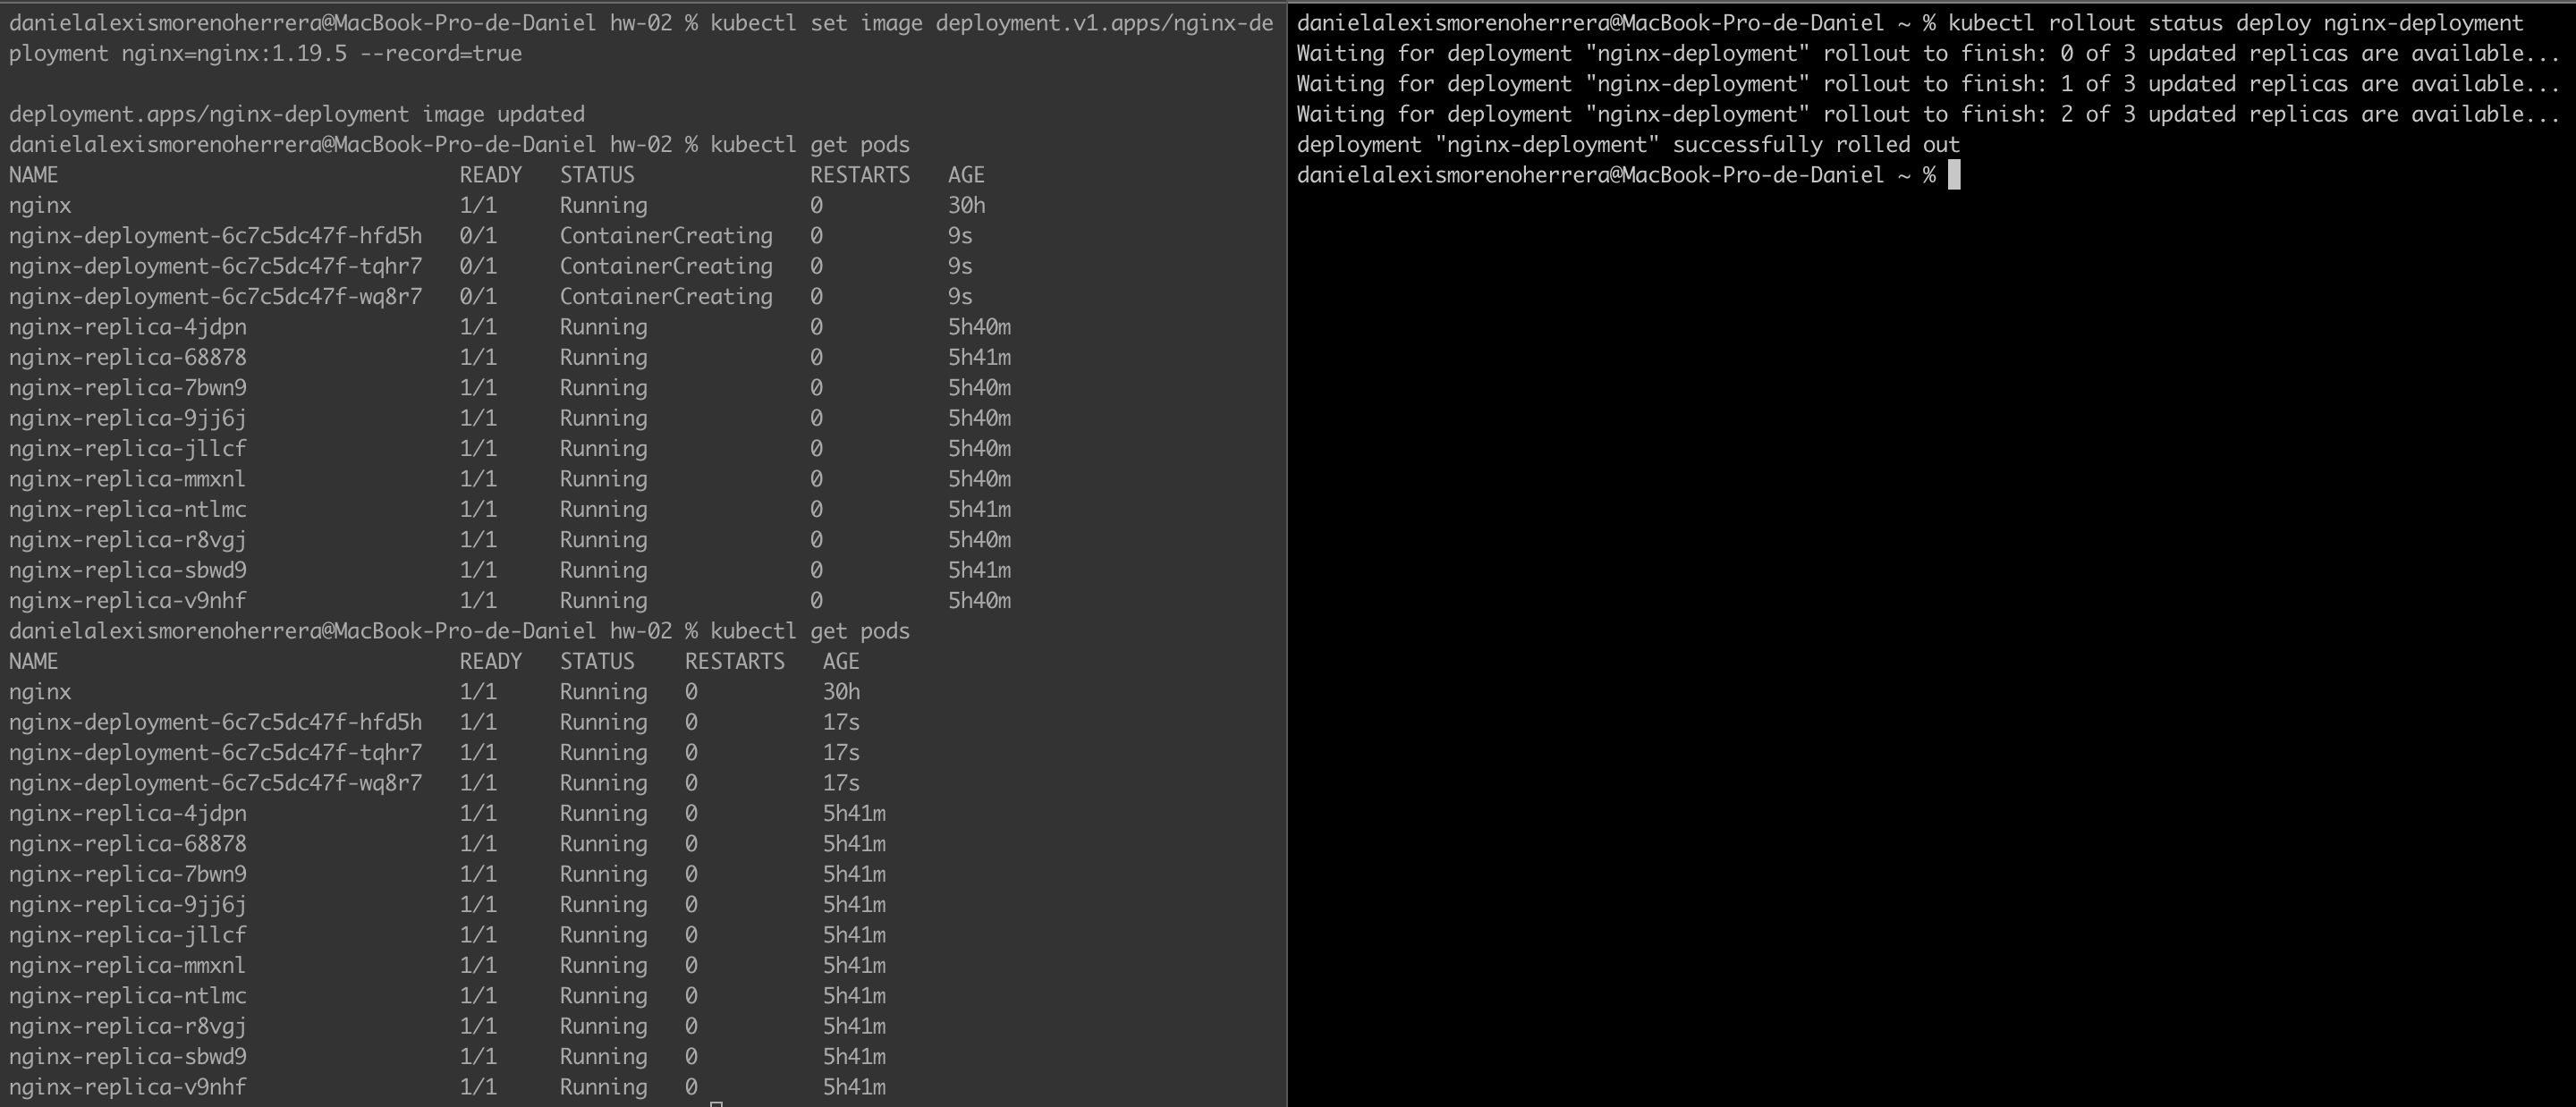 danielalexismorenoherrera@MacBook-Pro-de-Daniel hw-02 % kubectl set image deployment.v1.apps/nginx-de
ployment nginx=nginx:1.19.5 --record=true
deployment.apps/nginx-deployment image updated
danielalexismorenoherrera@MacBook-Pro-de-Daniel hw-02 % kubectl get pods
NAME READY STATUS RESTARTS AGE
nginx 1/1 Running 0 30h
nginx-deployment-6c7c5dc47f-hfd5h 0/1 ContainerCreating 0 9s
nginx-deployment-6c7c5dc47f-tqhr7 0/1 ContainerCreating 0 9s
nginx-deployment-6c7c5dc47f-wq8r7 0/1 ContainerCreating 0 9s
nginx-replica-4jdpn 1/1 Running 0 5h40m
nginx-replica-68878 1/1 Running 0 5h41m
nginx-replica-7bwn9 1/1 Running 0 5h40m
nginx-replica-9jj6j 1/1 Running 0 5h40m
nginx-replica-jllcf 1/1 Running 0 5h40m
nginx-replica-mmxnl 1/1 Running 0 5h40m
nginx-replica-ntlmc 1/1 Running 0 5h41m
nginx-replica-r8vgj 1/1 Running 0 5h40m
nginx-replica-sbwd9 1/1 Running 0 5h41m
nginx-replica-v9nhf 1/1 Running 0 5h40m
danielalexismorenoherrera@MacBook-Pro-de-Daniel hw-02 % kubectl get pods
NAME READY STATUS RESTARTS AGE
nginx 1/1 Running 0 30h
nginx-deployment-6c7c5dc47f-hfd5h 1/1 Running 0 17s
nginx-deployment-6c7c5dc47f-tqhr7 1/1 Running 0 17s
nginx-deployment-6c7c5dc47f-wq8r7 1/1 Running 0 17s
nginx-replica-4jdpn 1/1 Running 0 5h41m
nginx-replica-68878 1/1 Running 0 5h41m
nginx-replica-7bwn9 1/1 Running 0 5h41m
nginx-replica-9jj6j 1/1 Running 0 5h41m
nginx-replica-jllcf 1/1 Running 0 5h41m
nginx-replica-mmxnl 1/1 Running 0 5h41m
nginx-replica-ntlmc 1/1 Running 0 5h41m
nginx-replica-r8vgj 1/1 Running 0 5h41m
nginx-replica-sbwd9 1/1 Running 0 5h41m
nginx-replica-v9nhf 1/1 Running 0 5h41m
danielalexismorenoherrera@MacBook-Pro-de-Daniel ~ % kubectl rollout status deploy nginx-deployment
Waiting for deployment "nginx-deployment" rollout to finish: 0 of 3 updated replicas are available...
Waiting for deployment "nginx-deployment" rollout to finish: 1 of 3 updated replicas are available...
Waiting for deployment "nginx-deployment" rollout to finish: 2 of 3 updated replicas are available...
deployment "nginx-deployment" successfully rolled out
danielalexismorenoherrera@MacBook-Pro-de-Daniel ~ %